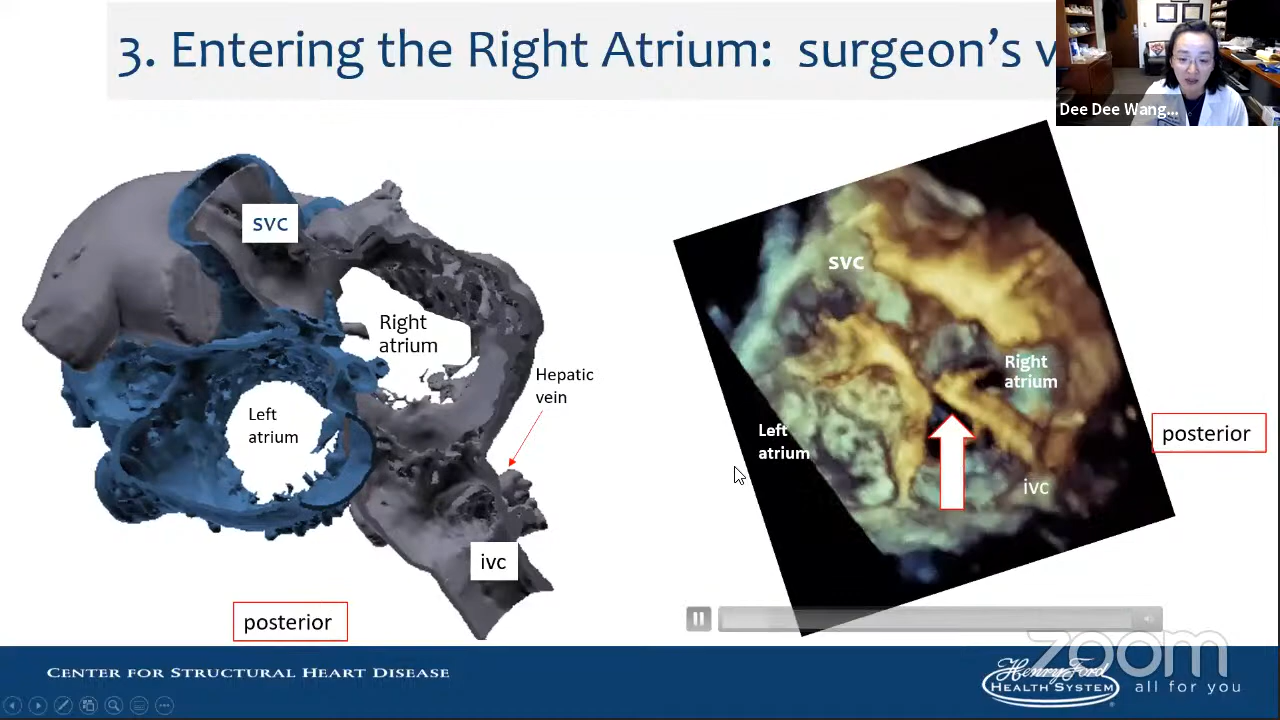 3. Entering the Right Atrium: surgeon's v
Dee Dee Wang...
svc
Right
atrium
Hepatic
vein
Left
atrium
ivc
posterior
svc
Right
atrium
Left
atrium
ivc
posterior
zoom
CENTER FOR STRUCTURAL HEART DISEASE
Henry Ford
HEALTH SYSTEM
all for you